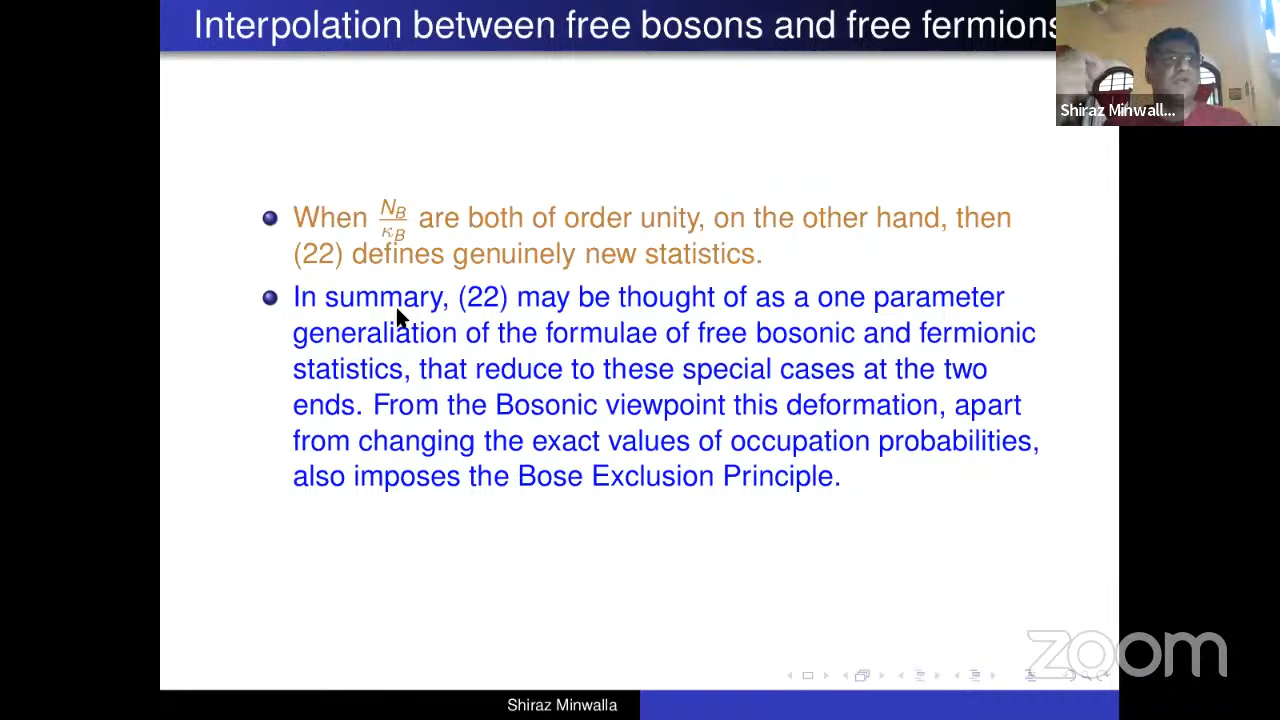 Interpolation between free bosons and free fermions
Shiraz Minwall...
When N_B/κ_B are both of order unity, on the other hand, then
(22) defines genuinely new statistics.
In summary, (22) may be thought of as a one parameter
generaliation of the formulae of free bosonic and fermionic
statistics, that reduce to these special cases at the two
ends. From the Bosonic viewpoint this deformation, apart
from changing the exact values of occupation probabilities,
also imposes the Bose Exclusion Principle.
zoom
Shiraz Minwalla